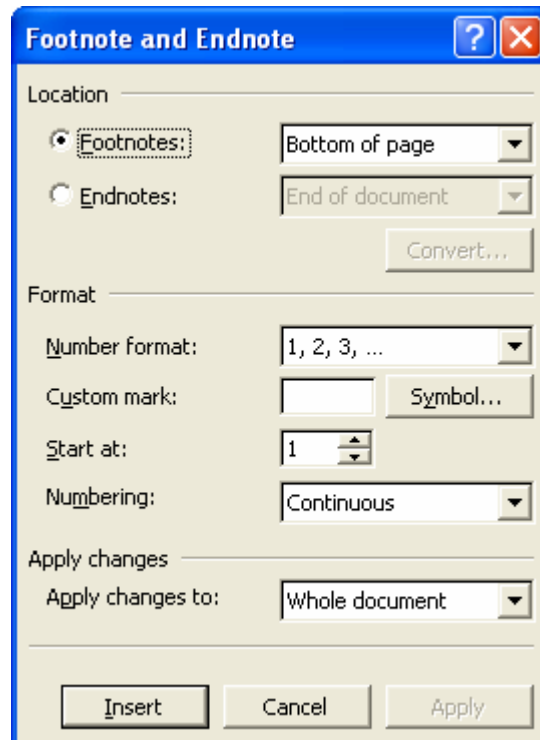 Footnote and Endnote
Location
Footnotes: Bottom of page
Endnotes: End of document
Convert...
Format
Number format: 1, 2, 3, ...
Custom mark: Symbol...
Start at: 1
Numbering: Continuous
Apply changes
Apply changes to: Whole document
Insert Cancel Apply